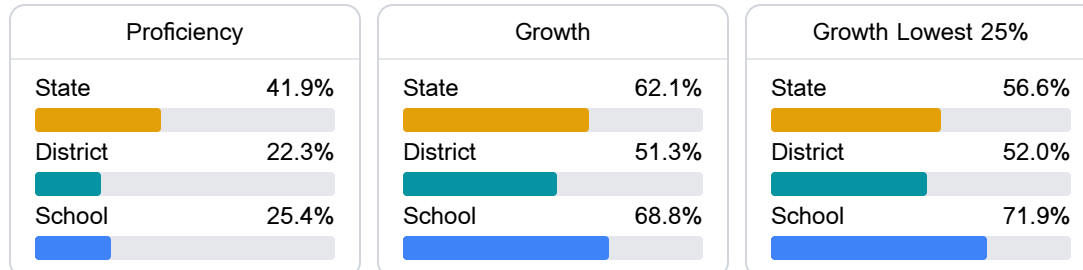 Proficiency
State 41.9%
District 22.3%
School 25.4%
Growth
State 62.1%
District 51.3%
School 68.8%
Growth Lowest 25%
State 56.6%
District 52.0%
School 71.9%